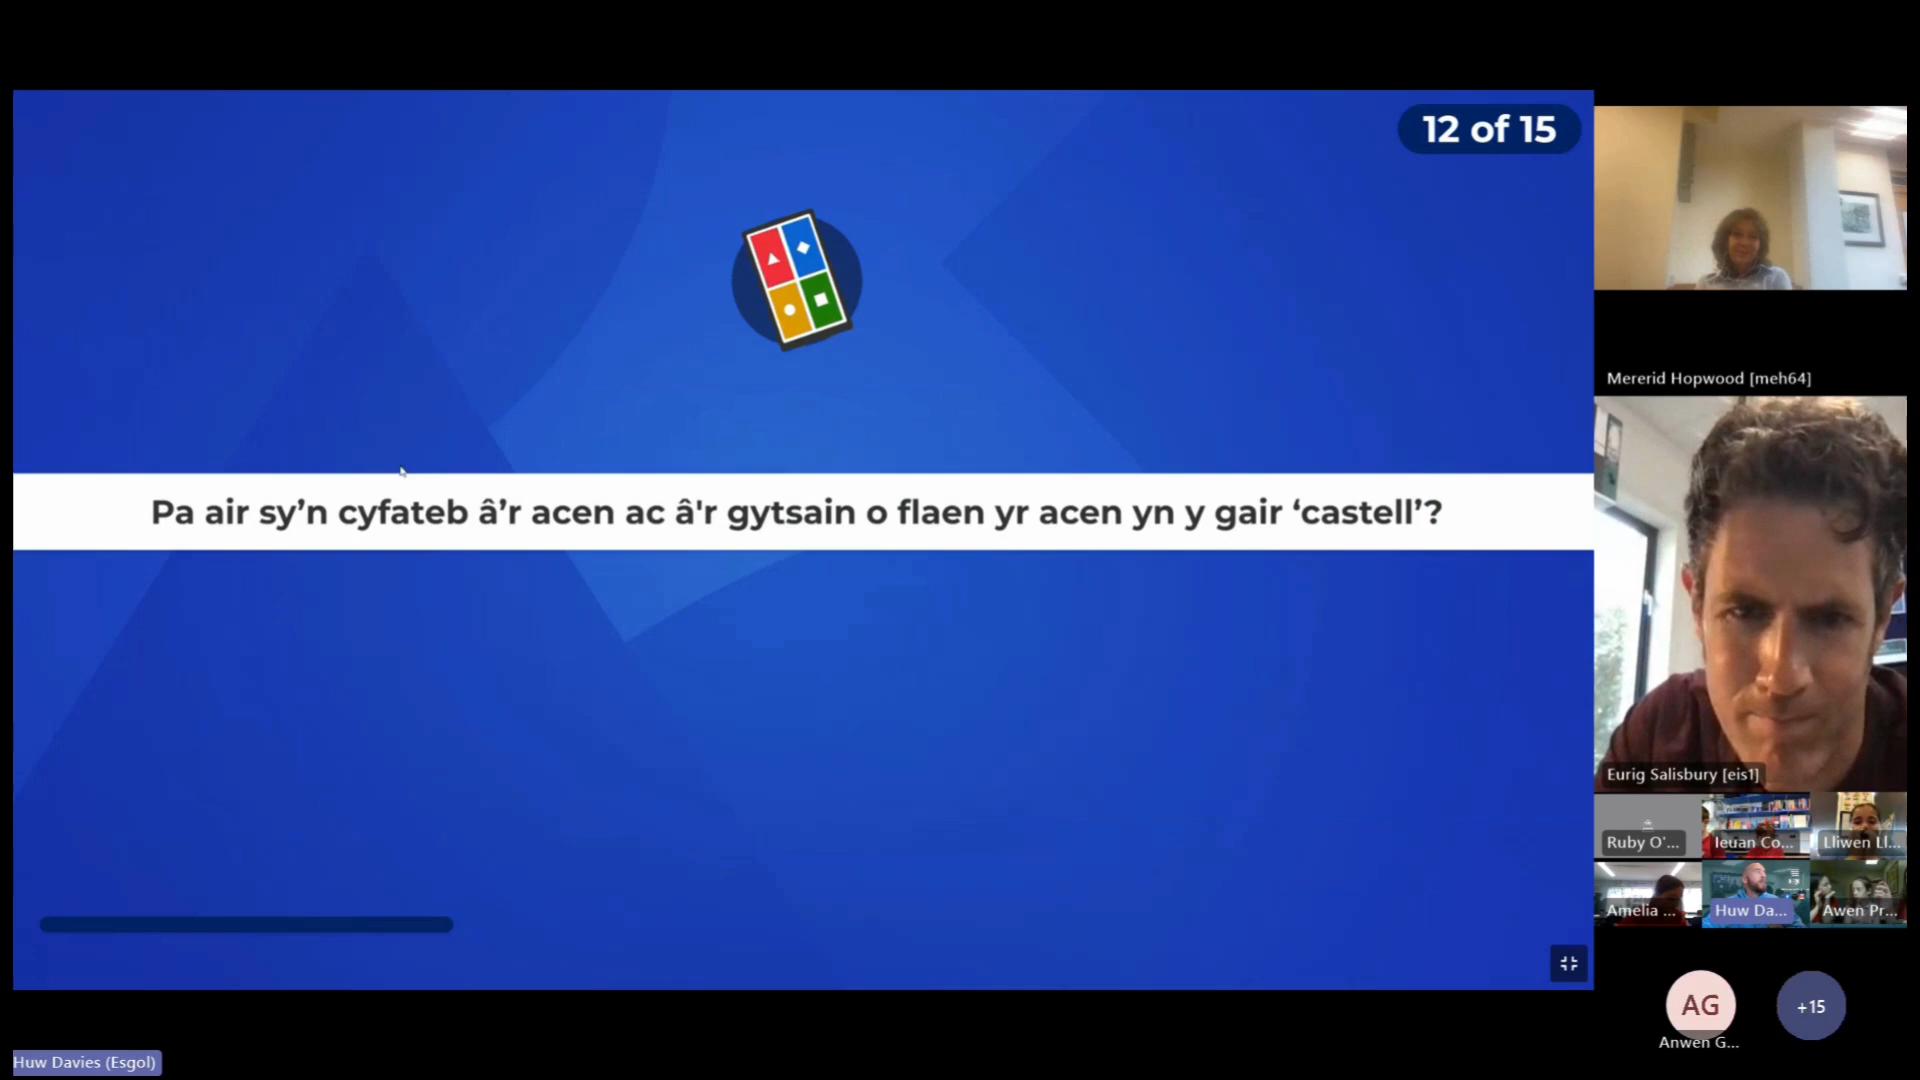 12 of 15
Pa air sy’n cyfateb â’r acen ac â'r gytsain o flaen yr acen yn y gair ‘castell’?
Mererid Hopwood [meh64]
Eurig Salisbury [eis1]
Ruby O'...
Ieuan Co...
Lliwen Ll...
Amelia ...
Huw Da...
Awen Pr...
AG
+15
Anwen G...
Huw Davies (Esgol)